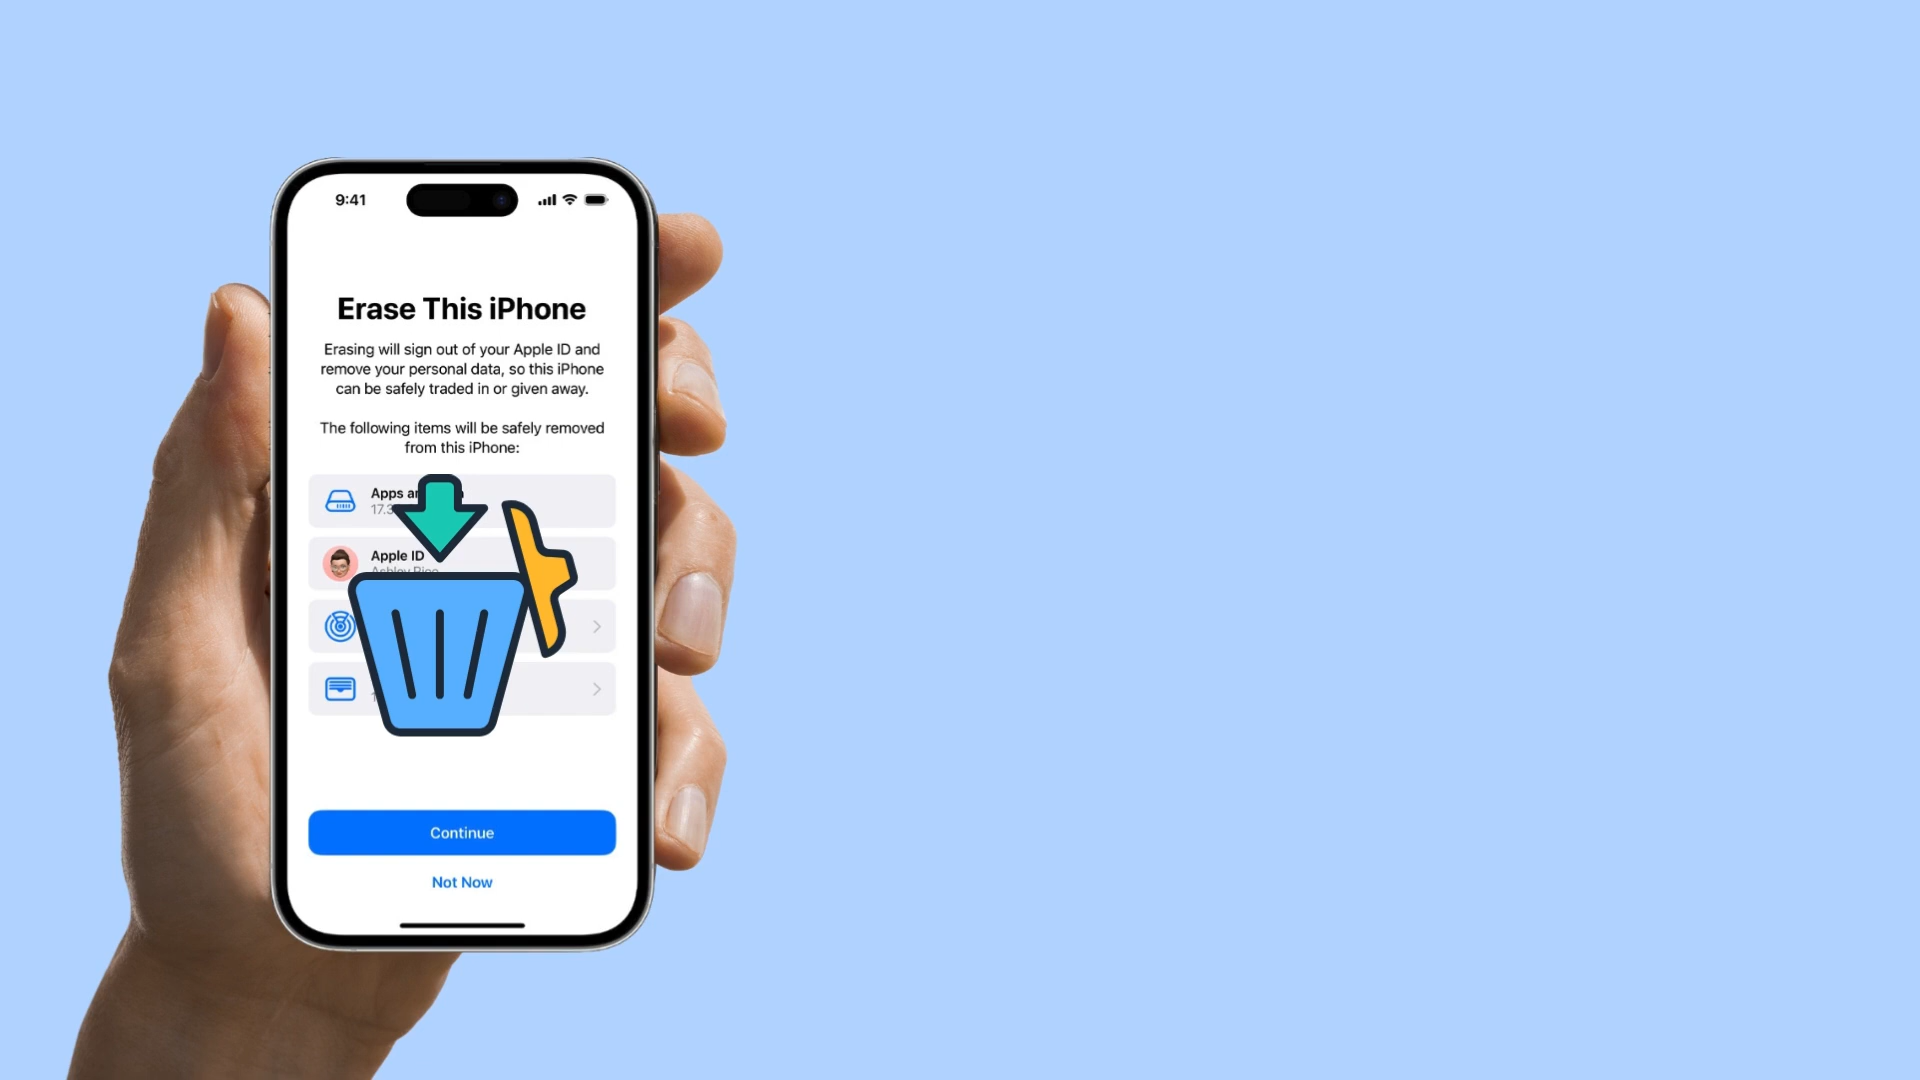 9:41
Erase This iPhone
Erasing will sign out of your Apple ID and
remove your personal data, so this iPhone
can be safely traded in or given away.
The following items will be safely removed
from this iPhone:
Apps
17.3
Apple ID
Continue
Not Now